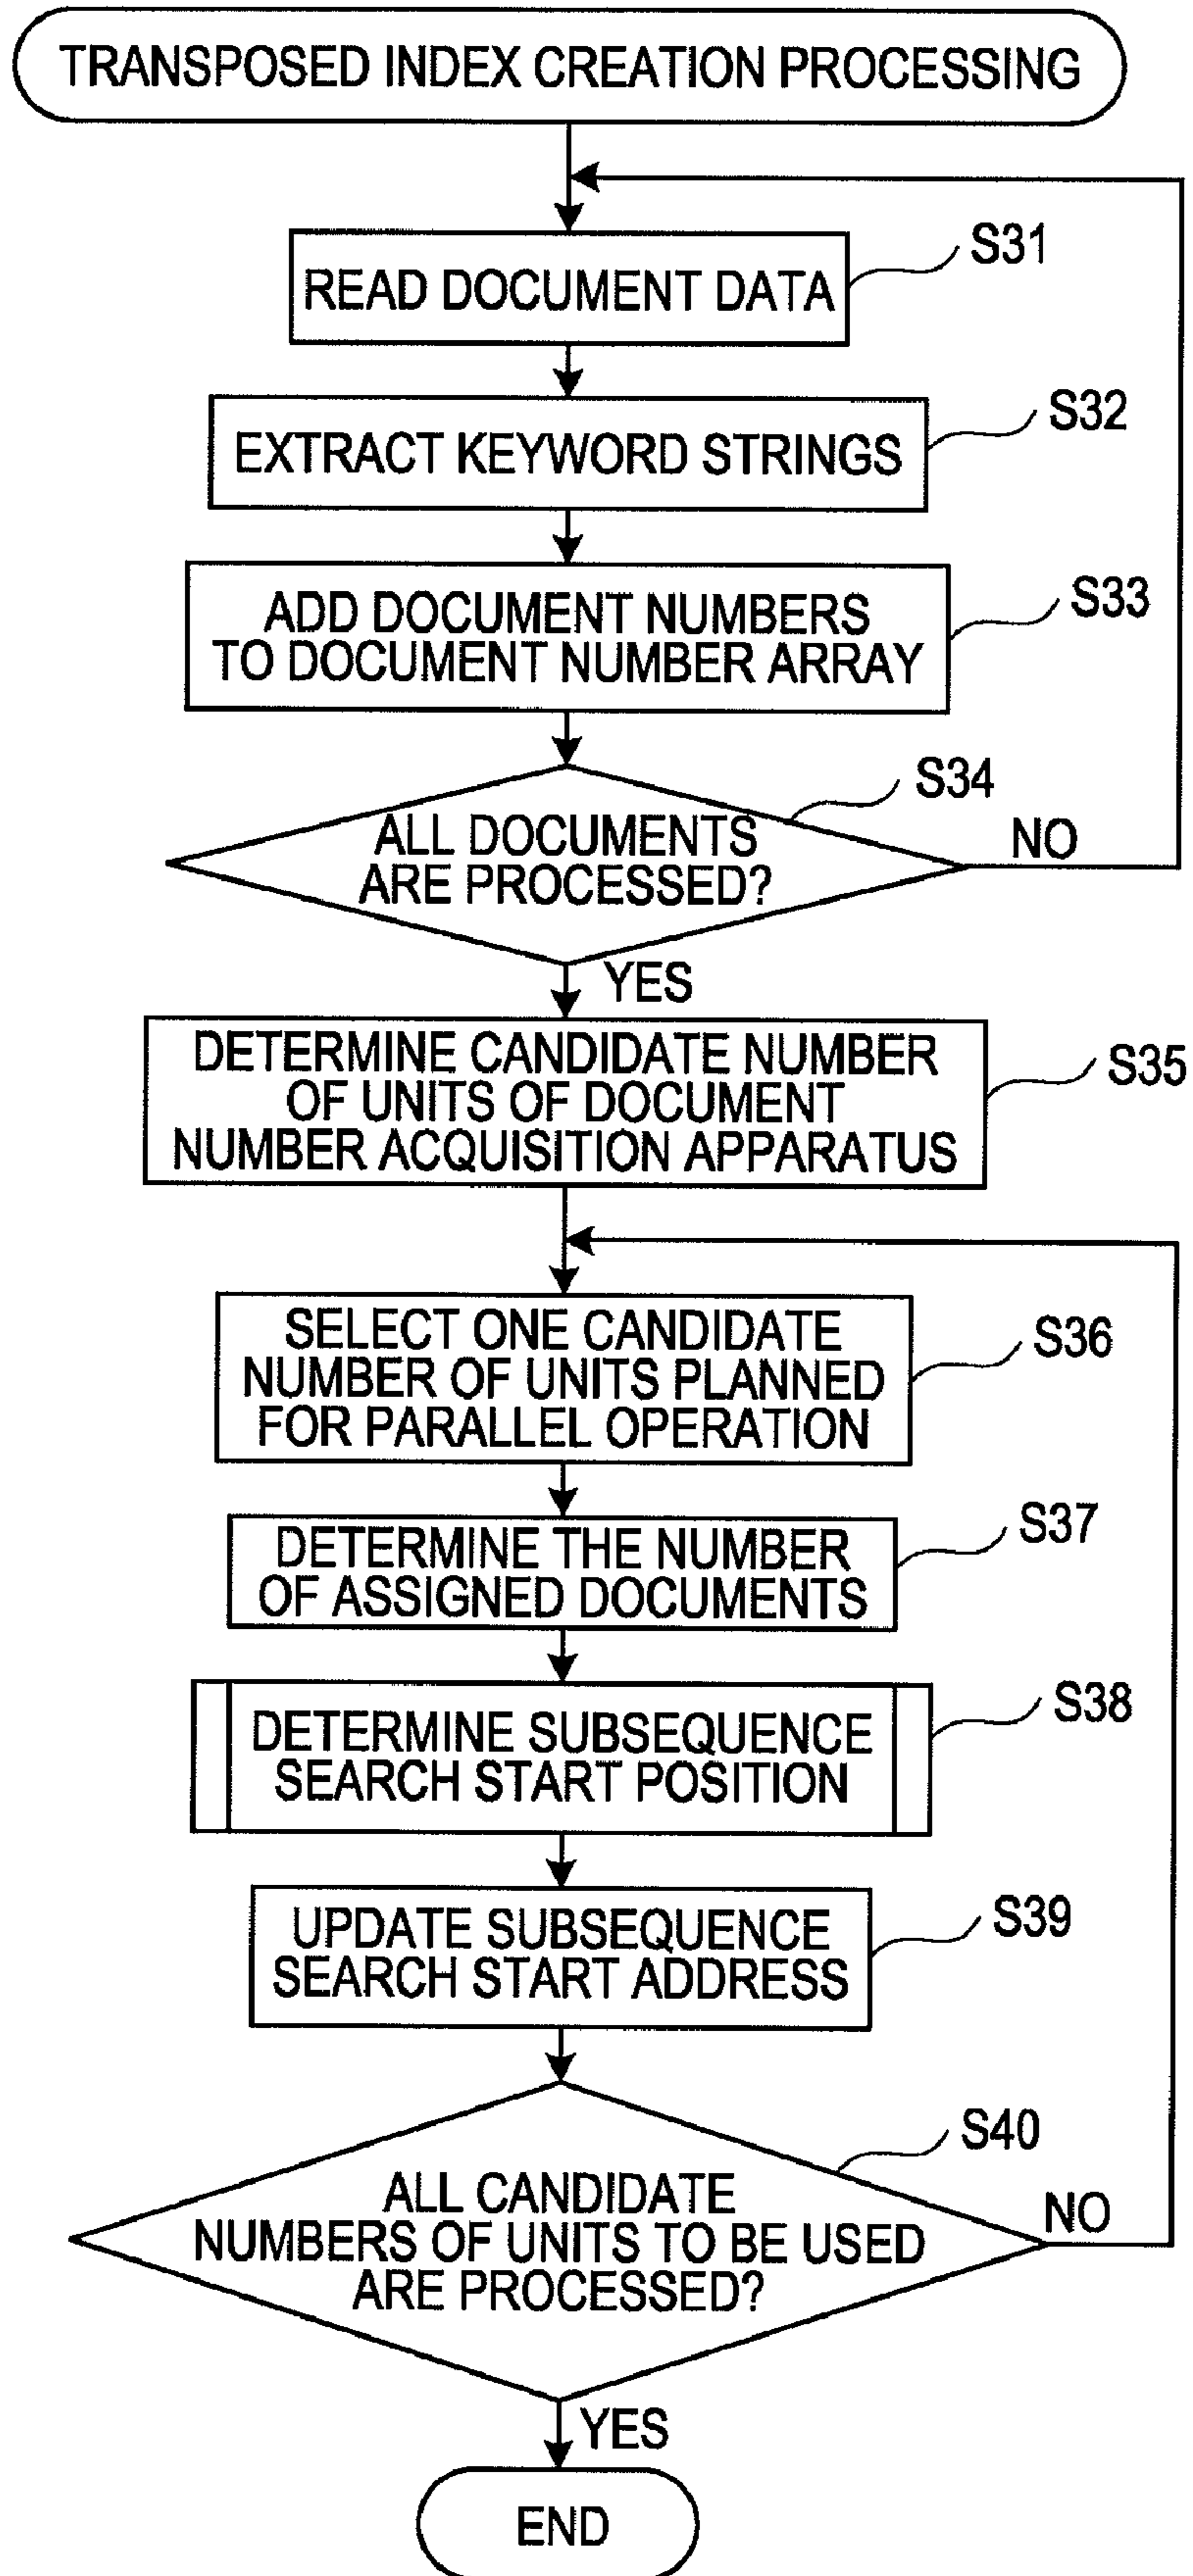 TRANSPOSED INDEX CREATION PROCESSING
S31
READ DOCUMENT DATA
S32
EXTRACT KEYWORD STRINGS
S33
ADD DOCUMENT NUMBERS
TO DOCUMENT NUMBER ARRAY
S34
ALL DOCUMENTS
ARE PROCESSED?
NO
YES
S35
DETERMINE CANDIDATE NUMBER
OF UNITS OF DOCUMENT
NUMBER ACQUISITION APPARATUS
S36
SELECT ONE CANDIDATE
NUMBER OF UNITS PLANNED
FOR PARALLEL OPERATION
S37
DETERMINE THE NUMBER
OF ASSIGNED DOCUMENTS
S38
DETERMINE SUBSEQUENCE
SEARCH START POSITION
S39
UPDATE SUBSEQUENCE
SEARCH START ADDRESS
S40
ALL CANDIDATE
NUMBERS OF UNITS TO BE USED
ARE PROCESSED?
NO
YES
END